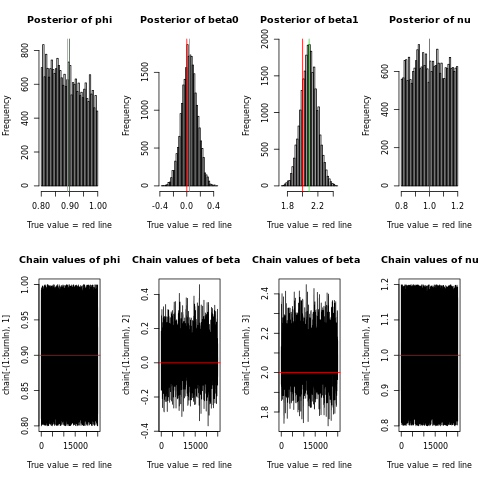 Posterior of phi
Posterior of beta0
Posterior of beta1
Posterior of nu
Frequency
0 200 400 600 800
0.80 0.90 1.00
True value = red line
Frequency
0 500 1000 1500
-0.4 0.0 0.4
True value = red line
Frequency
0 500 1000 1500 2000
1.8 2.2
True value = red line
Frequency
0 200 400 600
0.8 1.0 1.2
True value = red line
Chain values of phi
Chain values of beta
Chain values of beta
Chain values of nu
chain[-(1:burnIn), 1]
0.80 0.85 0.90 0.95 1.00
0 15000
True value = red line
chain[-(1:burnIn), 2]
-0.4 -0.2 0.0 0.2 0.4
0 15000
True value = red line
chain[-(1:burnIn), 3]
1.8 2.0 2.2 2.4
0 15000
True value = red line
chain[-(1:burnIn), 4]
0.8 0.9 1.0 1.1 1.2
0 15000
True value = red line